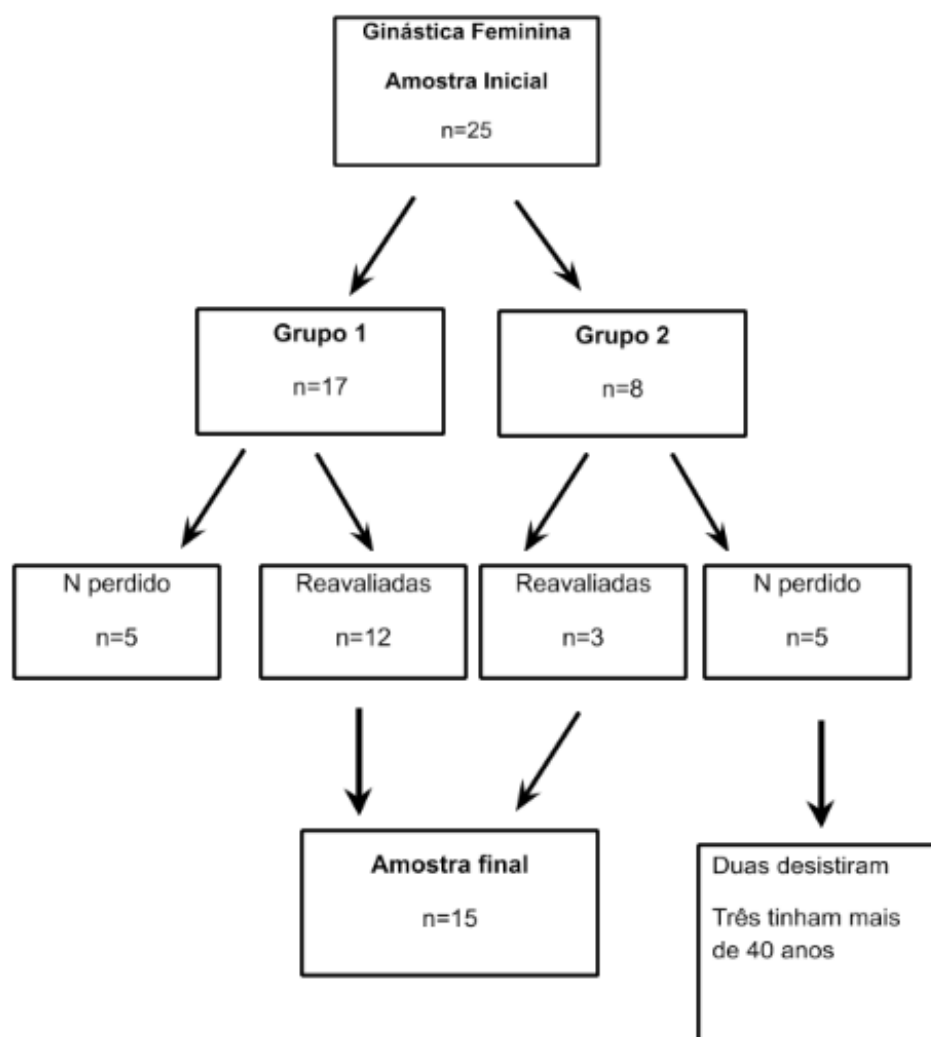 Ginástica Feminina
Amostra Inicial
n=25
Grupo 1
n=17
Grupo 2
n=8
N perdido
n=5
Reavaliadas
n=12
Reavaliadas
n=3
N perdido
n=5
Amostra final
n=15
Duas desistiram
Três tinham mais
de 40 anos